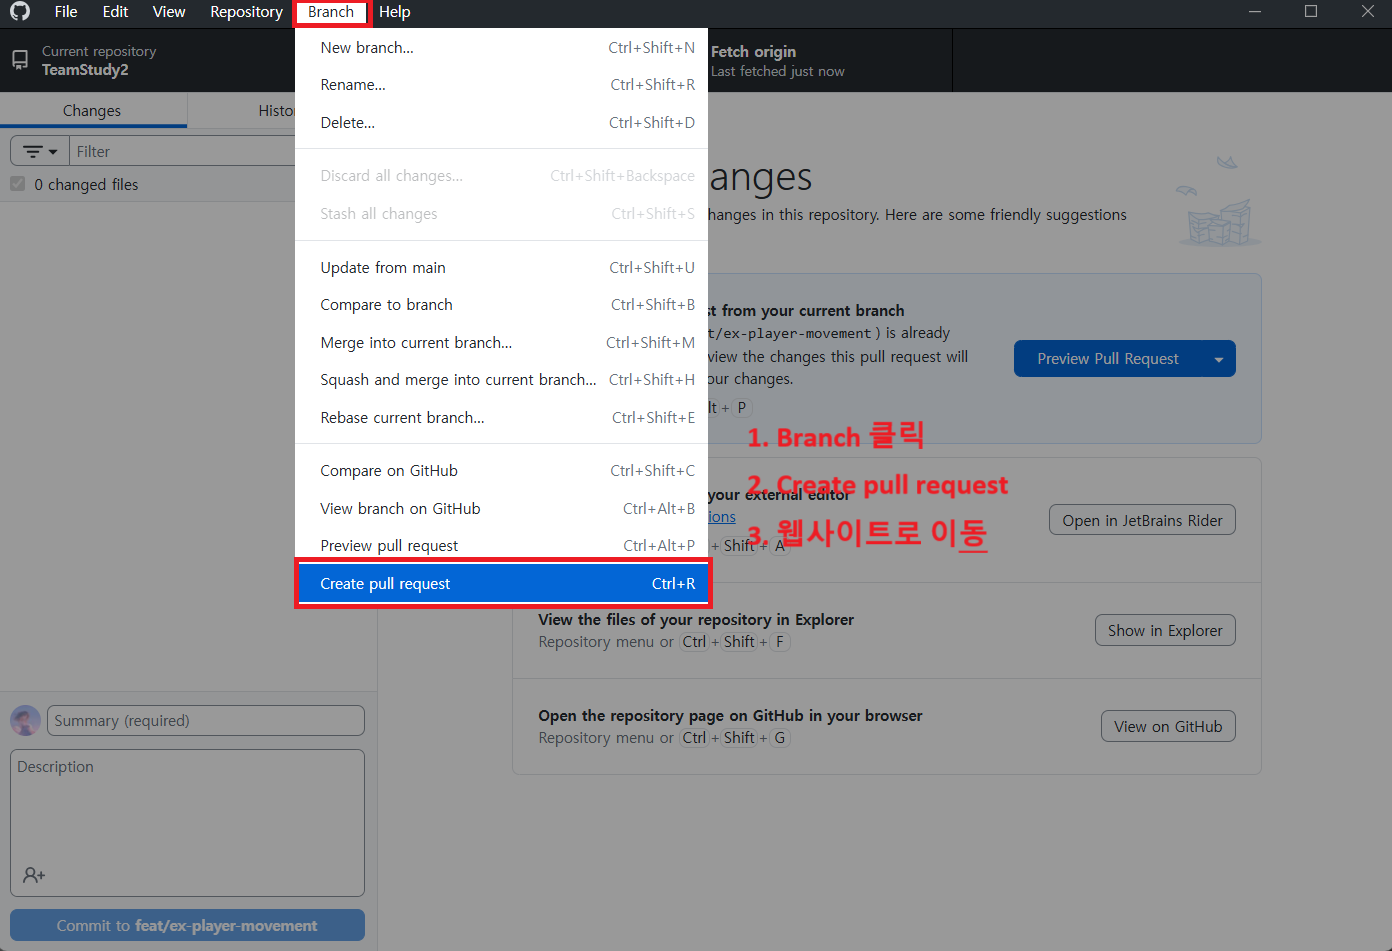 File Edit View Repository Branch Help
Current repository
TeamStudy2
Fetch origin
Last fetched just now
Changes
Histo
Filter
0 changed files
New branch... Ctrl+Shift+N
Rename... Ctrl+Shift+R
Delete... Ctrl+Shift+D
Discard all changes... Ctrl+Shift+Backspace
Stash all changes Ctrl+Shift+S
Update from main Ctrl+Shift+U
Compare to branch Ctrl+Shift+B
Merge into current branch... Ctrl+Shift+M
Squash and merge into current branch... Ctrl+Shift+H
Rebase current branch... Ctrl+Shift+E
Compare on GitHub Ctrl+Shift+C
View branch on GitHub Ctrl+Alt+B
Preview pull request Ctrl+Alt+P
Create pull request Ctrl+R
anges
hanges in this repository. Here are some friendly suggestions
st from your current branch
t/ex-player-movement ) is already
view the changes this pull request will
our changes.
lt + P
Preview Pull Request
1. Branch 클릭
2. Create pull request
3. 웹사이트로 이동
your external editor
ions
+ Shift + A
Open in JetBrains Rider
View the files of your repository in Explorer
Repository menu or Ctrl + Shift + F
Show in Explorer
Open the repository page on GitHub in your browser
Repository menu or Ctrl + Shift + G
View on GitHub
Summary (required)
Description
Commit to feat/ex-player-movement